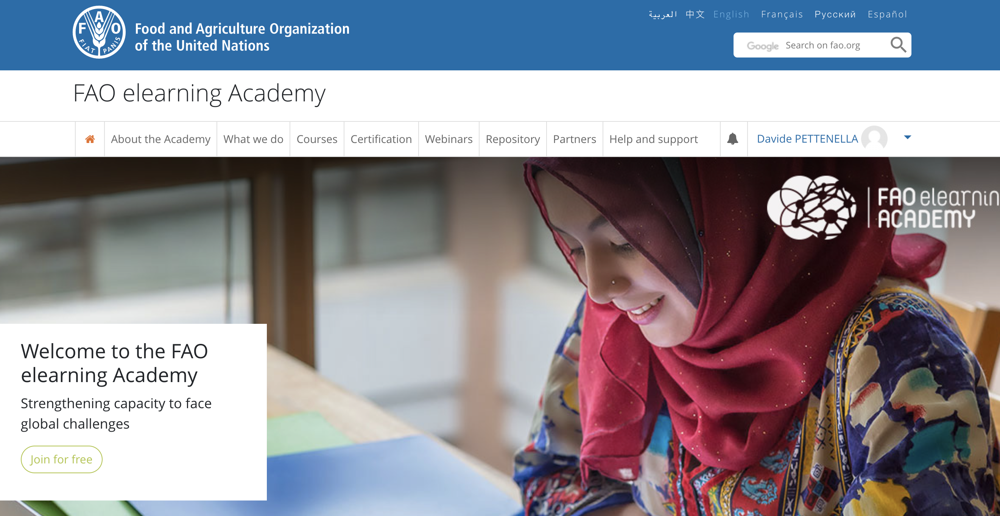 F A O
FIAT PANIS
Food and Agriculture Organization
of the United Nations
العربية 中文 English Français Русский Español
Google Search on fao.org
FAO elearning Academy
About the Academy What we do Courses Certification Webinars Repository Partners Help and support Davide PETTENELLA
FAO elearnin
ACADEMY
Welcome to the FAO
elearning Academy
Strengthening capacity to face
global challenges
Join for free